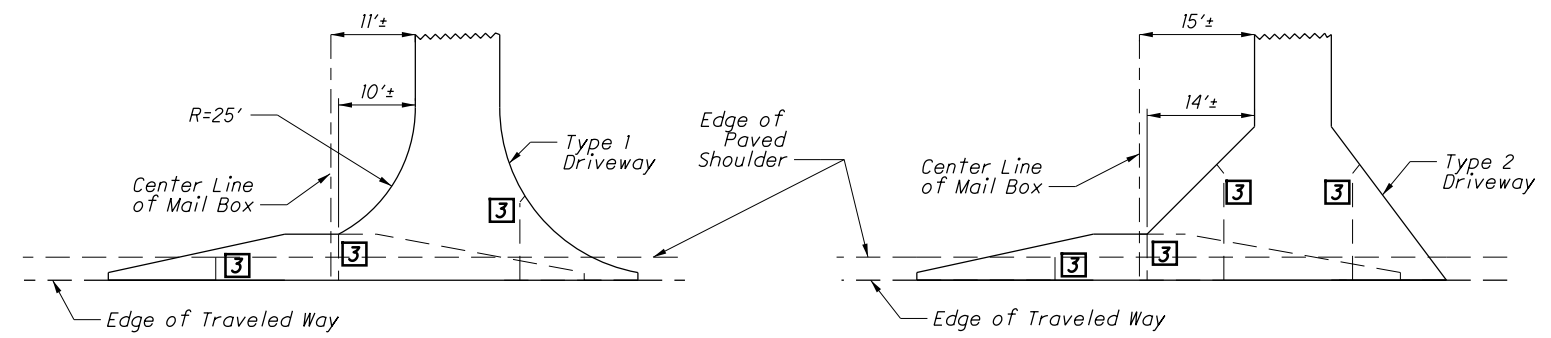 11'±
10'±
R=25'
Type 1
Driveway
3
Center Line
of Mail Box
3
3
Edge of Traveled Way
Edge of
Paved
Shoulder
15'±
14'±
Center Line
of Mail Box
Type 2
Driveway
3
3
3
3
Edge of Traveled Way